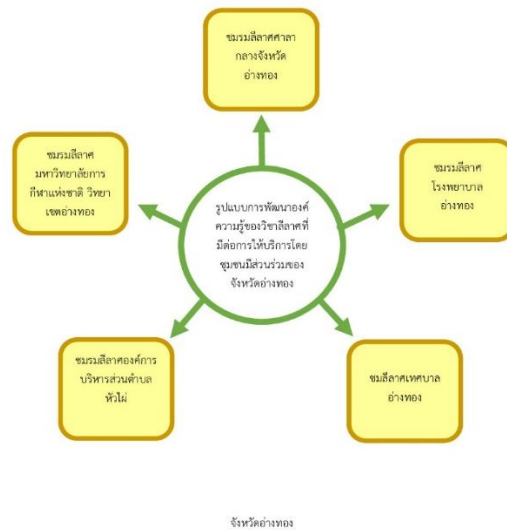 ชมรมลีลาศศาลา
กลางจังหวัด
อ่างทอง
ชมรมลีลาศ
มหาวิทยาลัยการ
กีฬาแห่งชาติ วิทยา
เขตอ่างทอง
ชมรมลีลาศ
โรงพยาบาล
อ่างทอง
รูปแบบการพัฒนาองค์
ความรู้ของวิชาลีลาศที่
มีต่อการให้บริการโดย
ชุมชนมีส่วนร่วมของ
จังหวัดอ่างทอง
ชมรมลีลาศองค์การ
บริหารส่วนตำบล
หัวไผ่
ชมลีลาศเทศบาล
อ่างทอง
จังหวัดอ่างทอง